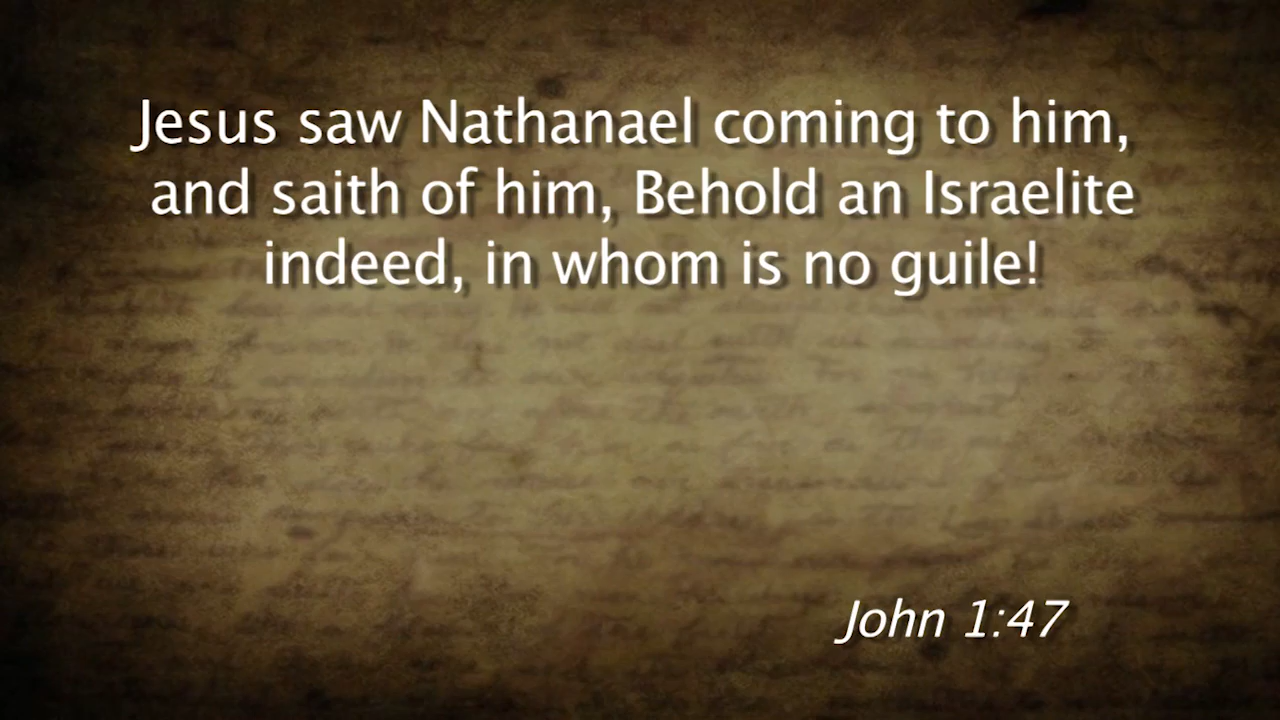 Jesus saw Nathanael coming to him,
and saith of him, Behold an Israelite
indeed, in whom is no guile!
John 1:47